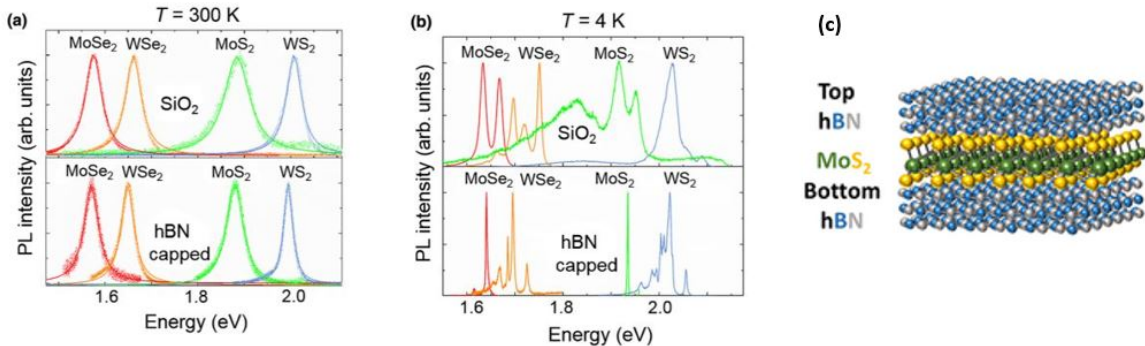 (a)
T = 300 K
MoSe₂
WSe₂
MoS₂
WS₂
SiO₂
MoSe₂
WSe₂
MoS₂
WS₂
hBN
capped
PL intensity (arb. units)
1.6
1.8
2.0
Energy (eV)
(b)
T = 4 K
MoSe₂
WSe₂
MoS₂
WS₂
SiO₂
MoSe₂
WSe₂
MoS₂
WS₂
hBN
capped
PL intensity (arb. units)
1.6
1.8
2.0
Energy (eV)
(c)
Top
hBN
MoS₂
Bottom
hBN